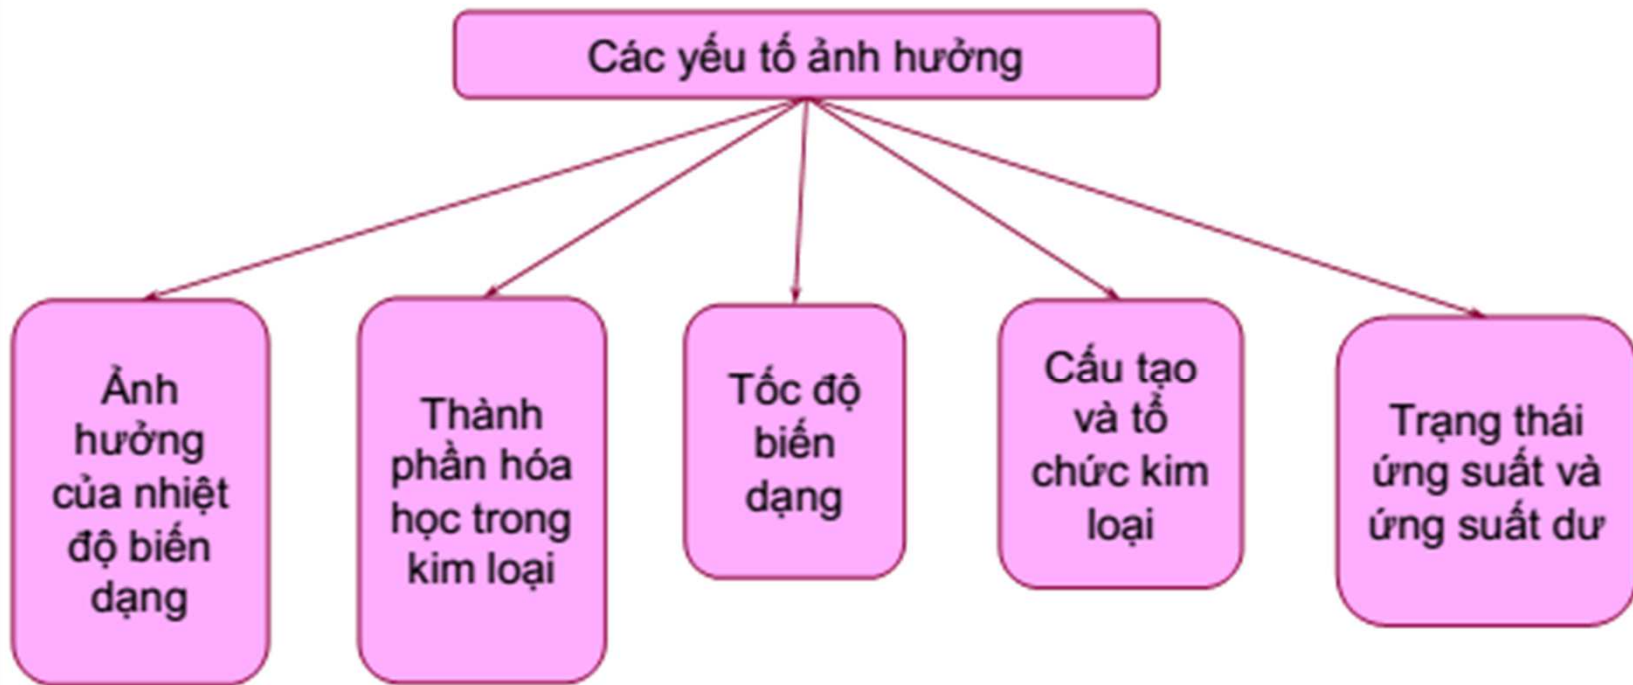 Các yếu tố ảnh hưởng
Ảnh
hưởng
của nhiệt
độ biến
dạng
Thành
phần hóa
học trong
kim loại
Tốc độ
biến
dạng
Cấu tạo
và tổ
chức kim
loại
Trạng thái
ứng suất và
ứng suất dư